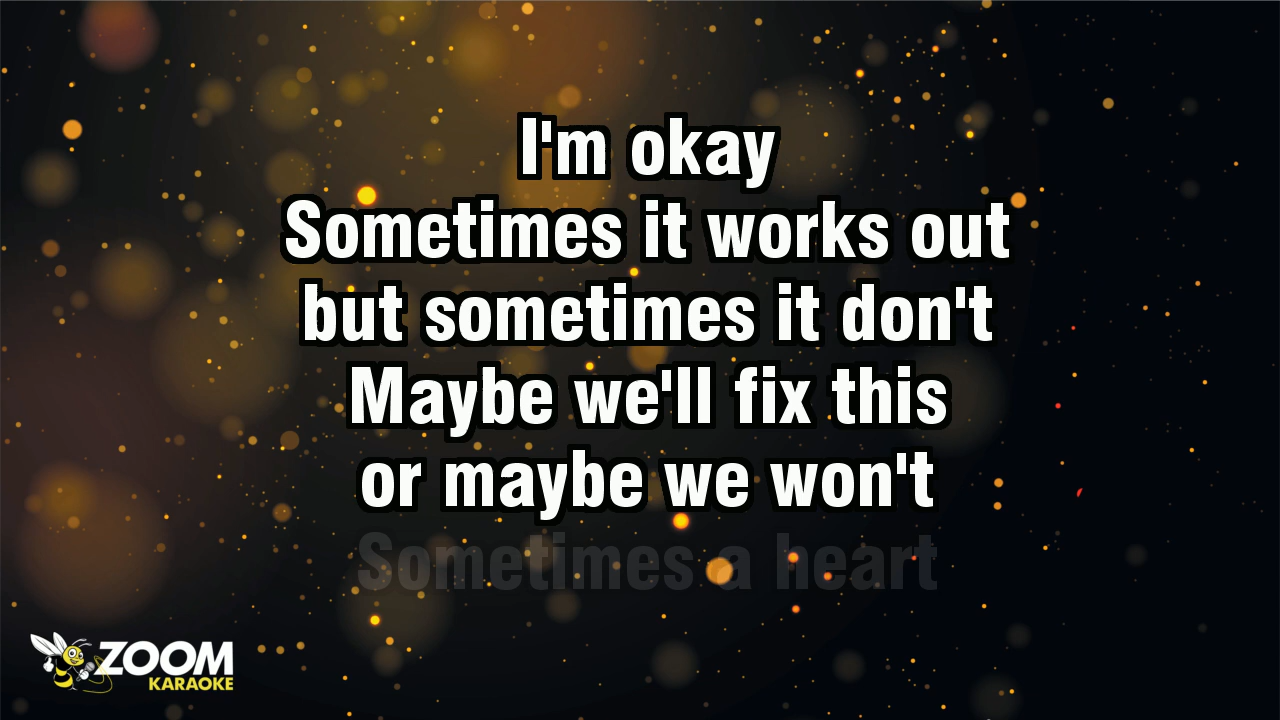 I'm okay
Sometimes it works out
but sometimes it don't
Maybe we'll fix this
or maybe we won't
Sometimes a heart
ZOOM
KARAOKE